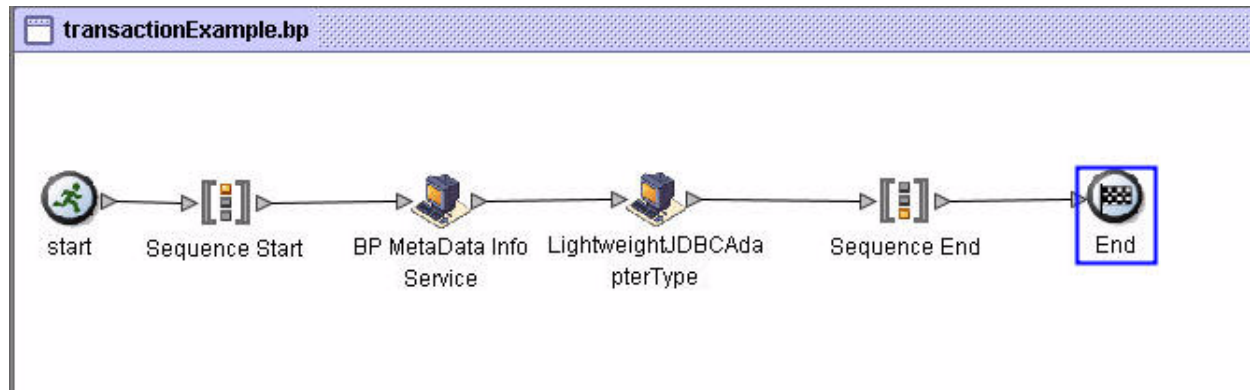 transactionExample.bp
start
Sequence Start
BP MetaData Info
Service
LightweightJDBCAda
pterType
Sequence End
End